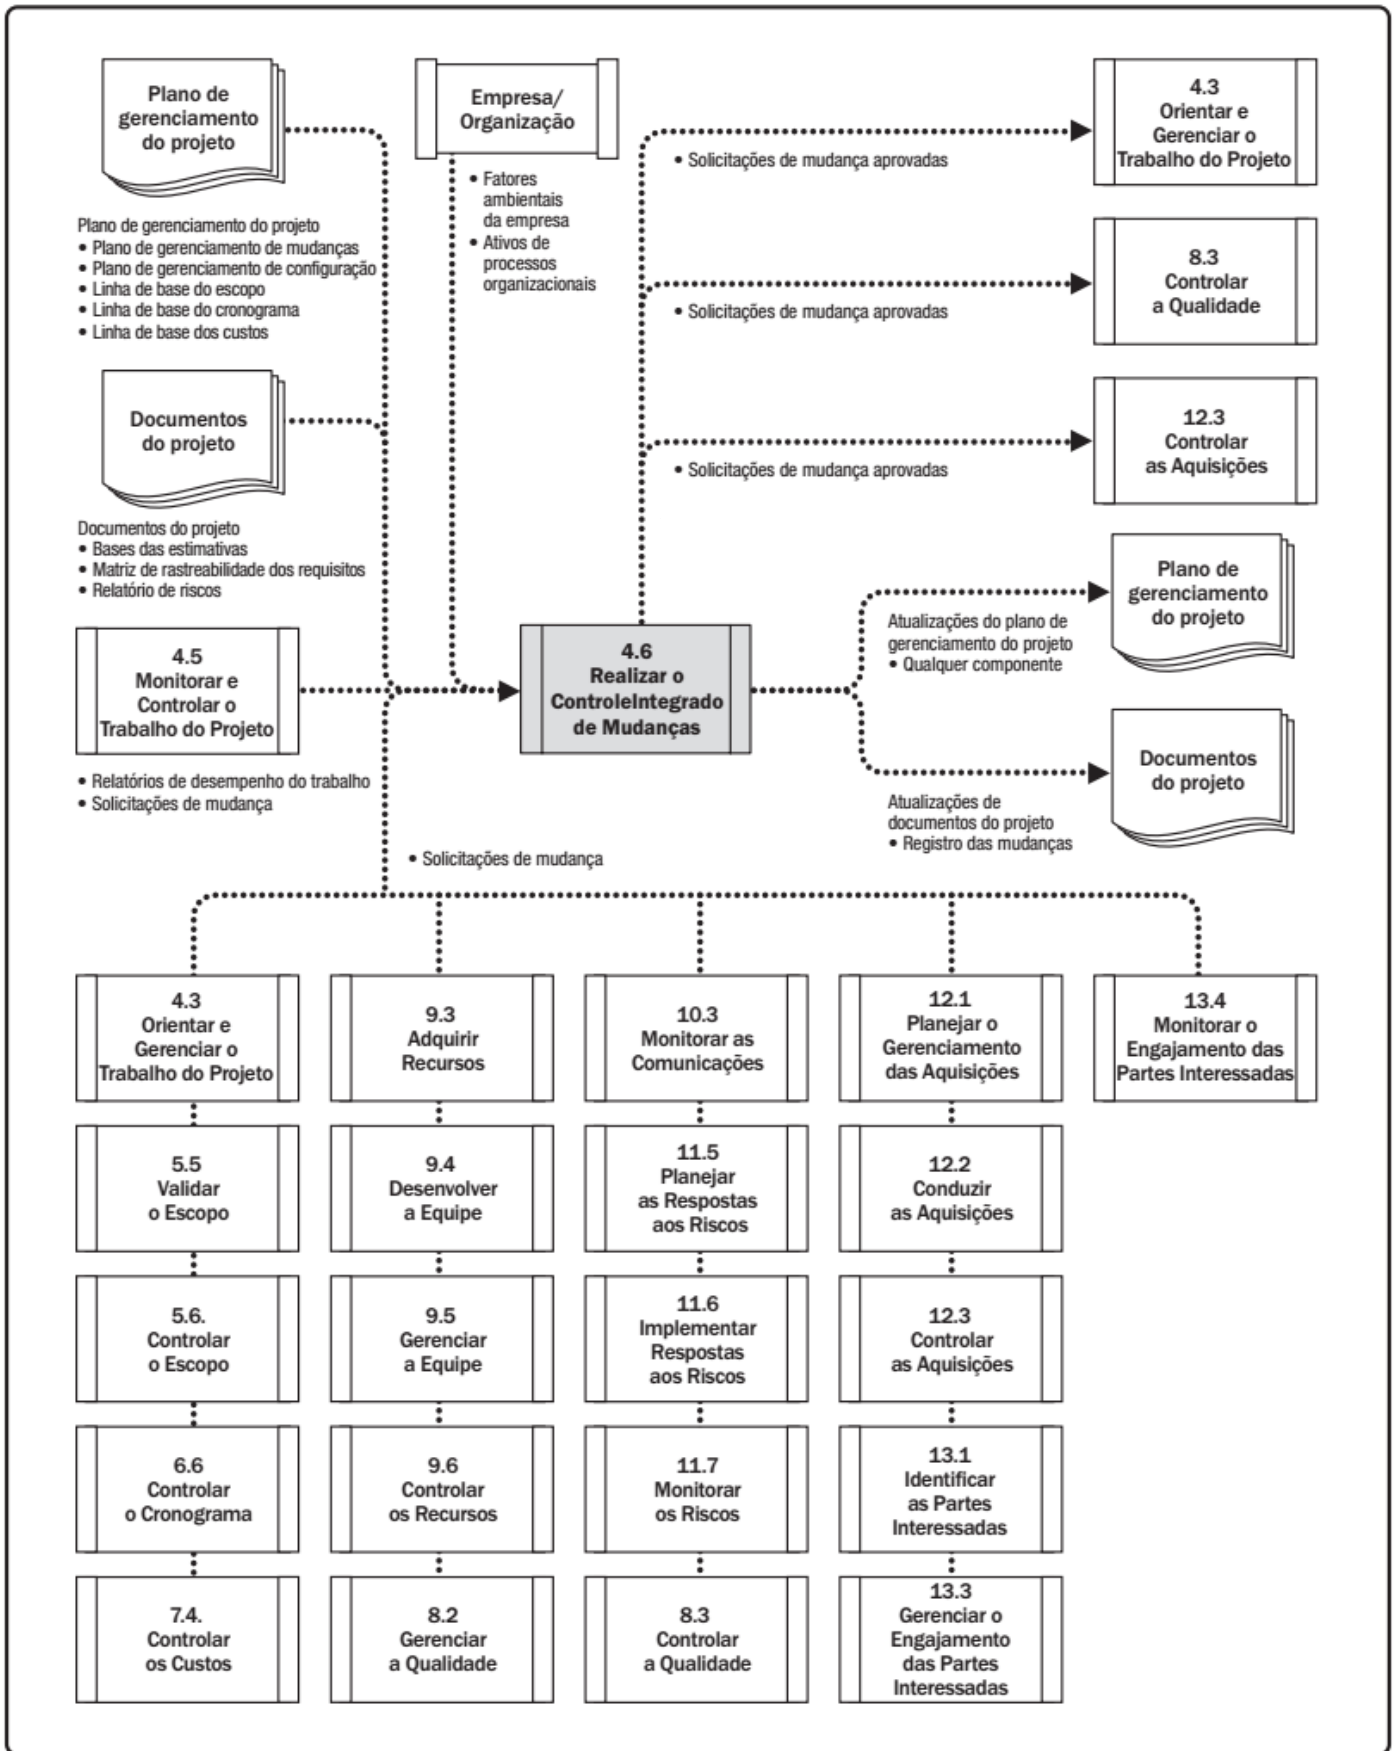 Plano de
gerenciamento
do projeto
Plano de gerenciamento do projeto
• Plano de gerenciamento de mudanças
• Plano de gerenciamento de configuração
• Linha de base do escopo
• Linha de base do cronograma
• Linha de base dos custos
Documentos
do projeto
Documentos do projeto
• Bases das estimativas
• Matriz de rastreabilidade dos requisitos
• Relatório de riscos
4.5
Monitorar e
Controlar o
Trabalho do Projeto
• Relatórios de desempenho do trabalho
• Solicitações de mudança
Empresa/
Organização
• Fatores
ambientais
da empresa
• Ativos de
processos
organizacionais
4.6
Realizar o
ControleIntegrado
de Mudanças
• Solicitações de mudança aprovadas
4.3
Orientar e
Gerenciar o
Trabalho do Projeto
• Solicitações de mudança aprovadas
8.3
Controlar
a Qualidade
• Solicitações de mudança aprovadas
12.3
Controlar
as Aquisições
Atualizações do plano de
gerenciamento do projeto
• Qualquer componente
Plano de
gerenciamento
do projeto
Atualizações de
documentos do projeto
• Registro das mudanças
Documentos
do projeto
• Solicitações de mudança
4.3
Orientar e
Gerenciar o
Trabalho do Projeto
5.5
Validar
o Escopo
5.6.
Controlar
o Escopo
6.6
Controlar
o Cronograma
7.4.
Controlar
os Custos
9.3
Adquirir
Recursos
9.4
Desenvolver
a Equipe
9.5
Gerenciar
a Equipe
9.6
Controlar
os Recursos
8.2
Gerenciar
a Qualidade
10.3
Monitorar as
Comunicações
11.5
Planejar
as Respostas
aos Riscos
11.6
Implementar
Respostas
aos Riscos
11.7
Monitorar
os Riscos
8.3
Controlar
a Qualidade
12.1
Planejar o
Gerenciamento
das Aquisições
12.2
Conduzir
as Aquisições
12.3
Controlar
as Aquisições
13.1
Identificar
as Partes
Interessadas
13.3
Gerenciar o
Engajamento
das Partes
Interessadas
13.4
Monitorar o
Engajamento das
Partes Interessadas